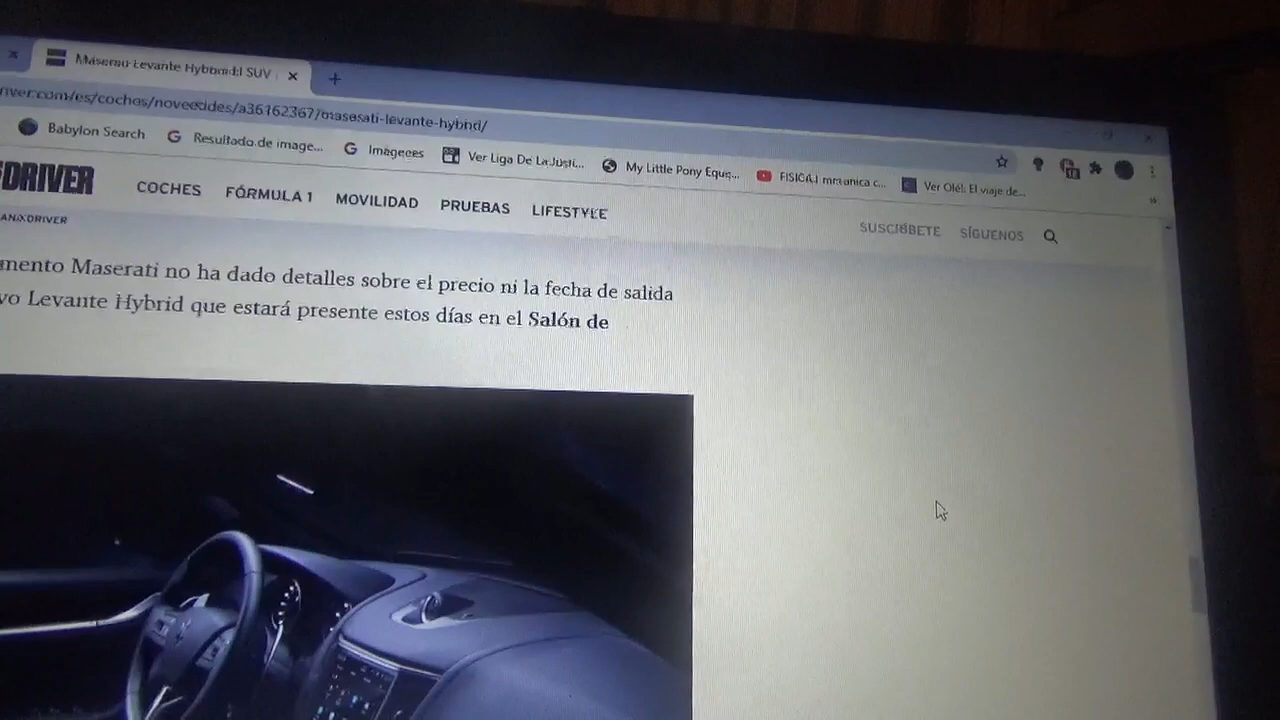 Maserati Levante Hybrid: el SUV
river.com/es/coches/novedades/a36162367/maserati-levante-hybrid/
Babylon Search
Resultado de image...
Imágenes
Ver Liga De La Justi...
My Little Pony Eques...
FISICA I mecanica c...
Ver Olé!: El viaje de...
DRIVER
COCHES
FÓRMULA 1
MOVILIDAD
PRUEBAS
LIFESTYLE
SUSCRÍBETE
SÍGUENOS
DRIVER
mento Maserati no ha dado detalles sobre el precio ni la fecha de salida
vo Levante Hybrid que estará presente estos días en el Salón de